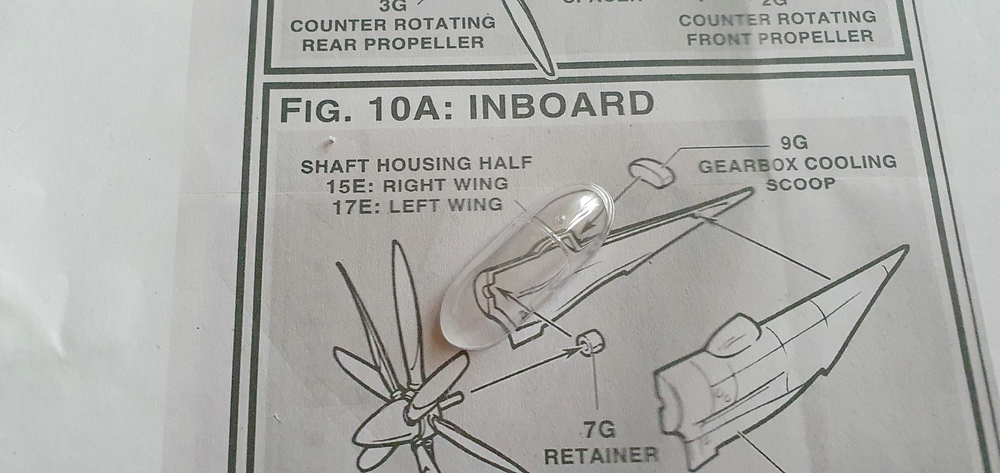 3G
COUNTER ROTATING
REAR PROPELLER
2G
COUNTER ROTATING
FRONT PROPELLER
FIG. 10A: INBOARD
SHAFT HOUSING HALF
15E: RIGHT WING
17E: LEFT WING
9G
GEARBOX COOLING
SCOOP
7G
RETAINER